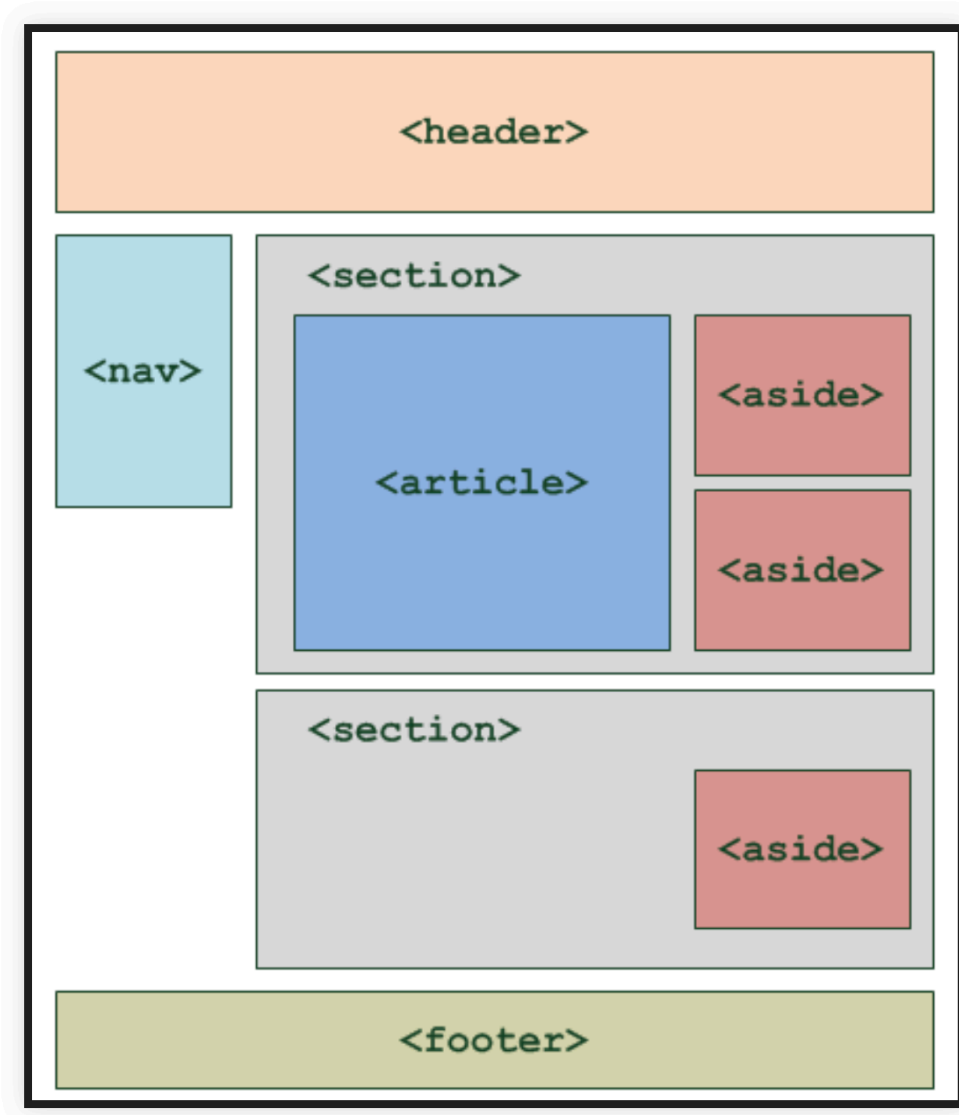 <header>
<nav>
<section>
<article>
<aside>
<aside>
<section>
<aside>
<footer>